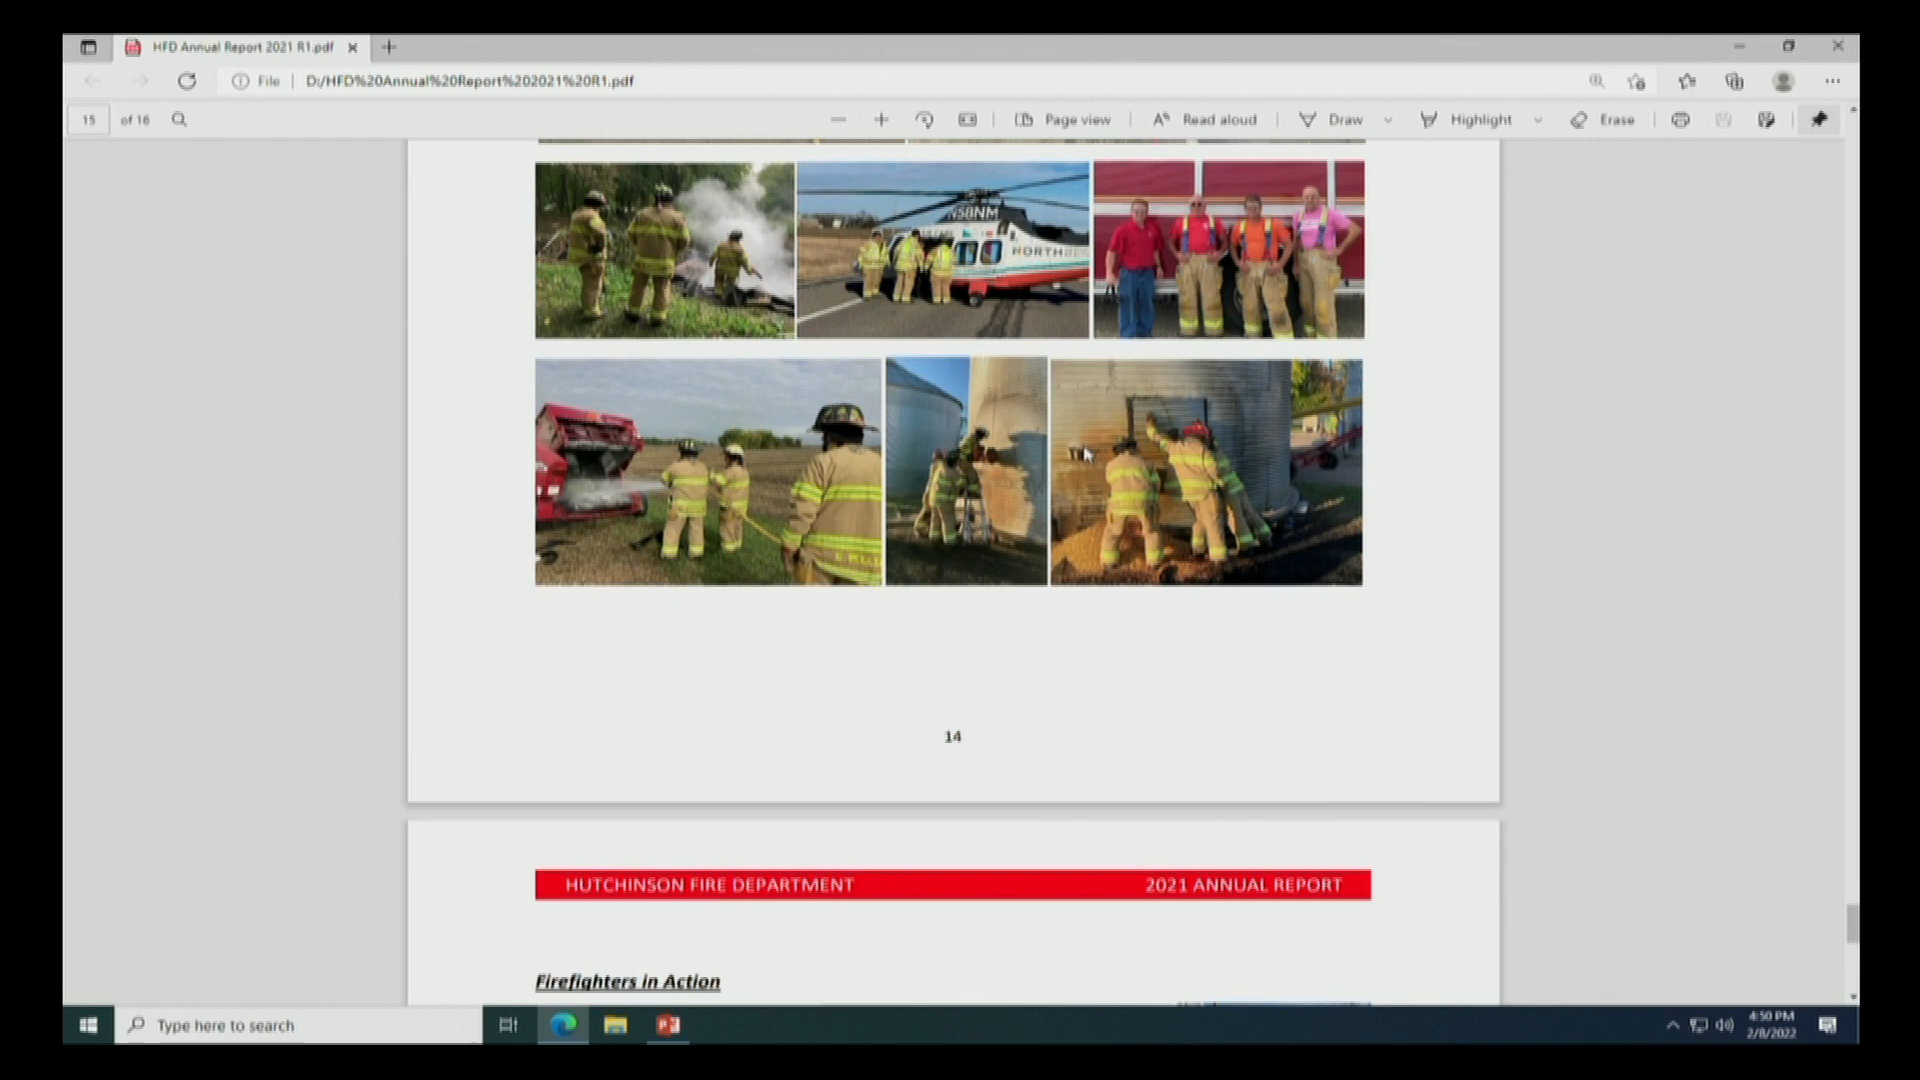 HFD Annual Report 2021 R1.pdf
File | D:/HFD%20Annual%20Report%202021%20R1.pdf
15 of 16
Page view
Read aloud
Draw
Highlight
Erase
N58NM
NORTH
14
HUTCHINSON FIRE DEPARTMENT 2021 ANNUAL REPORT
Firefighters in Action
Type here to search
4:50 PM
2/8/2022